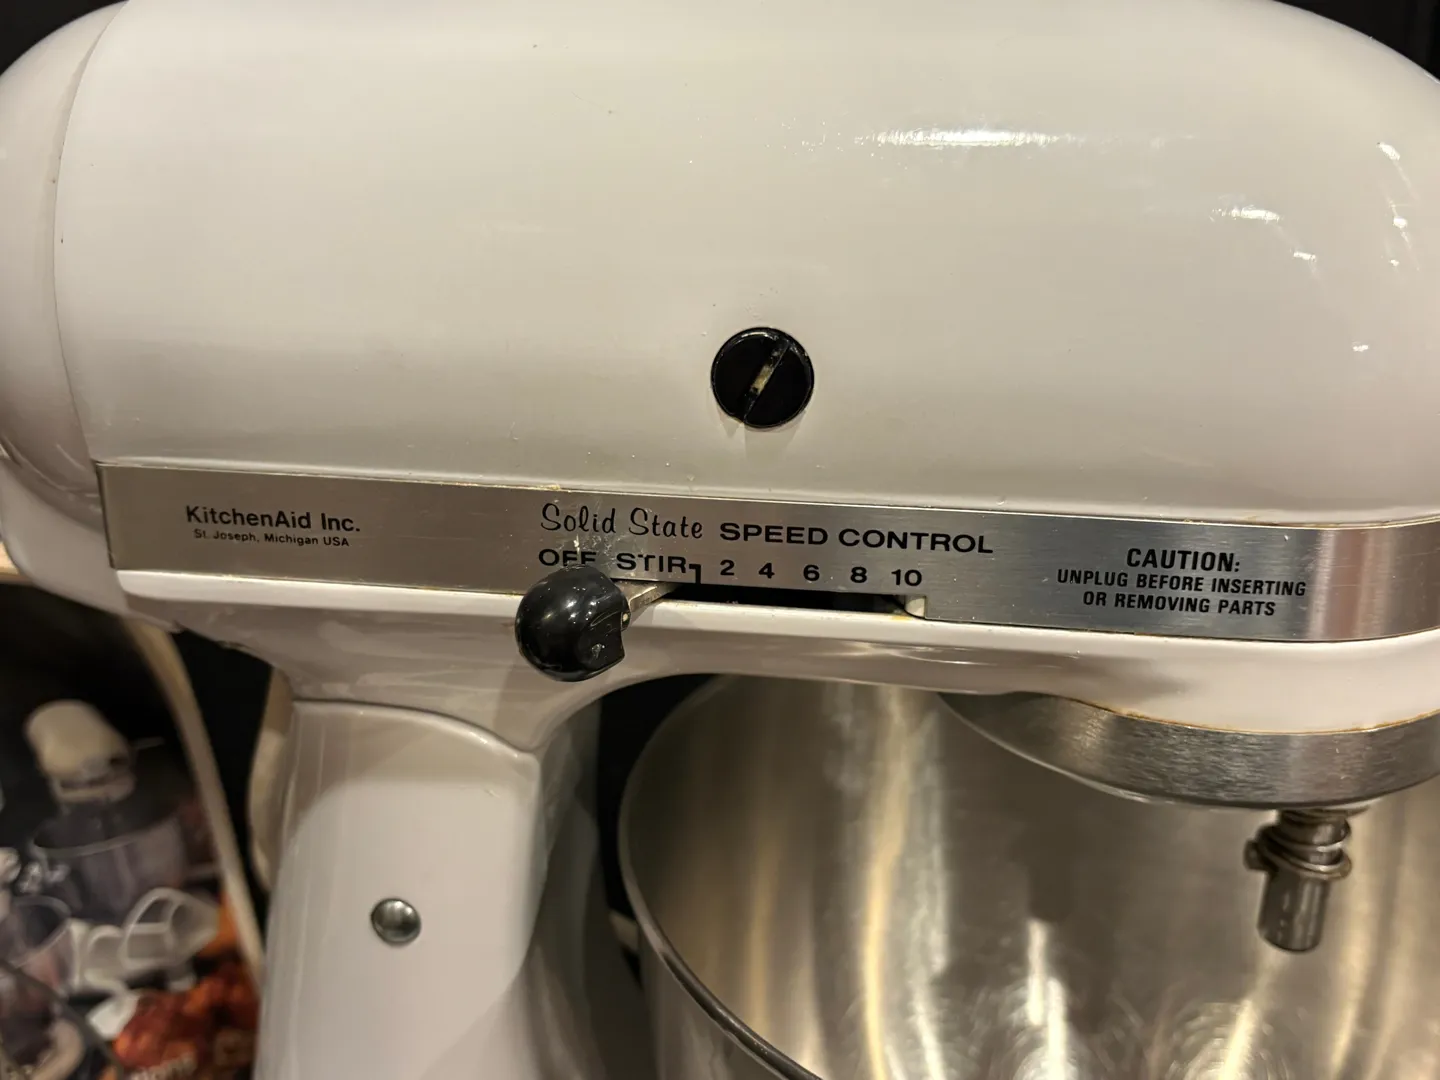 KitchenAid Inc.
St. Joseph, Michigan USA
Solid State SPEED CONTROL
OFF STIR 2 4 6 8 10
CAUTION:
UNPLUG BEFORE INSERTING
OR REMOVING PARTS